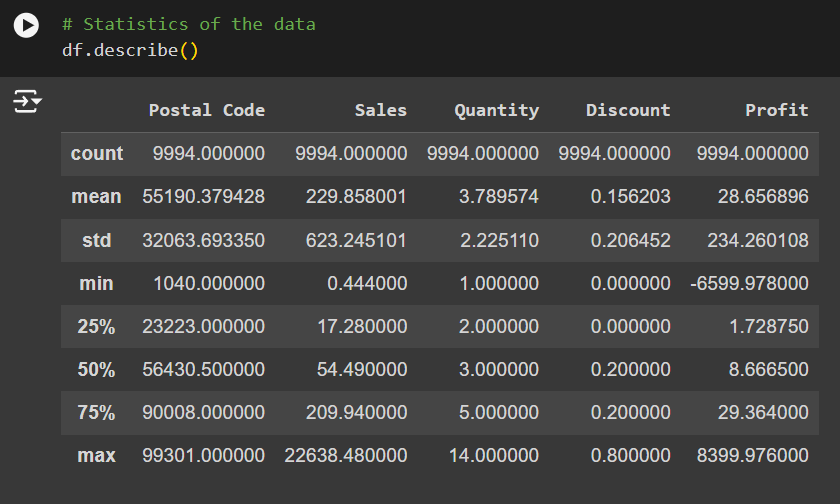 # Statistics of the data
df.describe()
Postal Code Sales Quantity Discount Profit
count 9994.000000 9994.000000 9994.000000 9994.000000 9994.000000
mean 55190.379428 229.858001 3.789574 0.156203 28.656896
std 32063.693350 623.245101 2.225110 0.206452 234.260108
min 1040.000000 0.444000 1.000000 0.000000 -6599.978000
25% 23223.000000 17.280000 2.000000 0.000000 1.728750
50% 56430.500000 54.490000 3.000000 0.200000 8.666500
75% 90008.000000 209.940000 5.000000 0.200000 29.364000
max 99301.000000 22638.480000 14.000000 0.800000 8399.976000